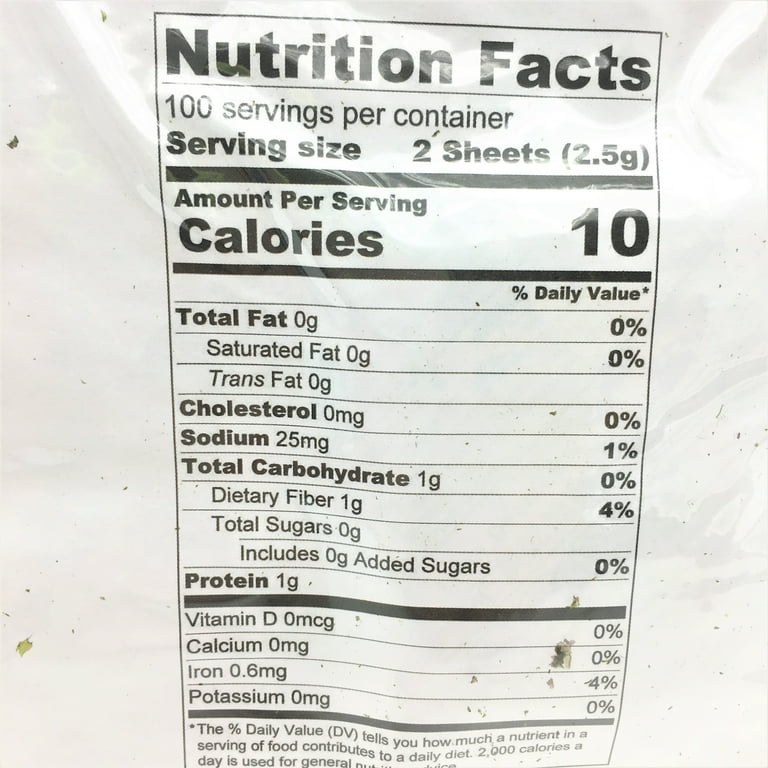 Nutrition Facts
100 servings per container
Serving size 2 Sheets (2.5g)
Amount Per Serving
Calories 10
% Daily Value*
Total Fat 0g 0%
Saturated Fat 0g 0%
Trans Fat 0g
Cholesterol 0mg 0%
Sodium 25mg 1%
Total Carbohydrate 1g 0%
Dietary Fiber 1g 4%
Total Sugars 0g
Includes 0g Added Sugars 0%
Protein 1g
Vitamin D 0mcg 0%
Calcium 0mg 0%
Iron 0.6mg 4%
Potassium 0mg 0%
*The % Daily Value (DV) tells you how much a nutrient in a
serving of food contributes to a daily diet. 2,000 calories a
day is used for general